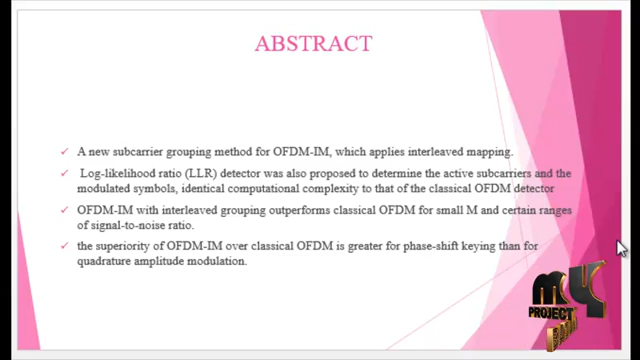 ABSTRACT
A new subcarrier grouping method for OFDM-IM, which applies interleaved mapping.
Log-likelihood ratio (LLR) detector was also proposed to determine the active subcarriers and the
modulated symbols, identical computational complexity to that of the classical OFDM detector
OFDM-IM with interleaved grouping outperforms classical OFDM for small M and certain ranges
of signal-to-noise ratio.
the superiority of OFDM-IM over classical OFDM is greater for phase-shift keying than for
quadrature amplitude modulation.
MY
PROJECT